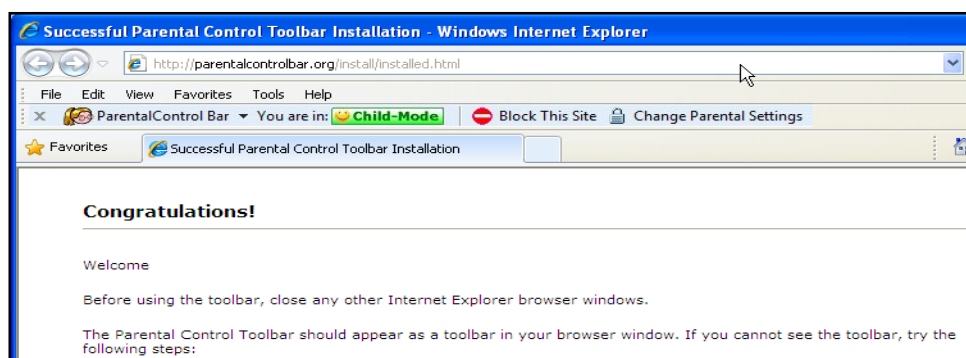 Successful Parental Control Toolbar Installation - Windows Internet Explorer
http://parentalcontrolbar.org/install/installed.html
File Edit View Favorites Tools Help
x ParentalControl Bar You are in: Child-Mode Block This Site Change Parental Settings
Favorites Successful Parental Control Toolbar Installation
Congratulations!
Welcome
Before using the toolbar, close any other Internet Explorer browser windows.
The Parental Control Toolbar should appear as a toolbar in your browser window. If you cannot see the toolbar, try the
following steps: